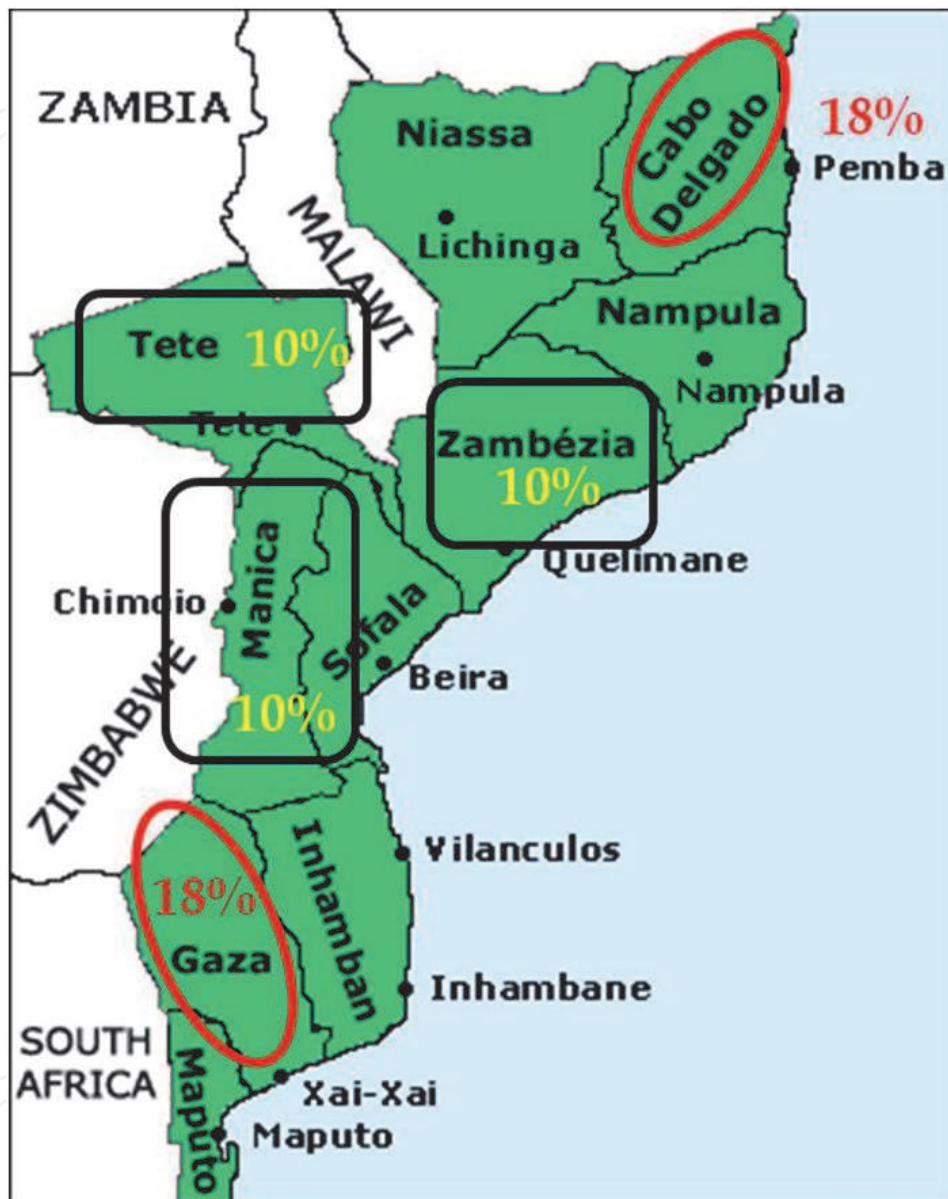 ZAMBIA
Niassa
Cabo
Delgado
18%
Pemba
MALAWI
Lichinga
Nampula
Tete 10%
Nampula
Tete
Zambézia
10%
Quelimane
Manica
Chimoio
Sofala
Beira
10%
ZIMBABWE
Vilanculos
Inhamban
18%
Gaza
Inhambane
SOUTH
AFRICA
Maputo
Xai-Xai
Maputo